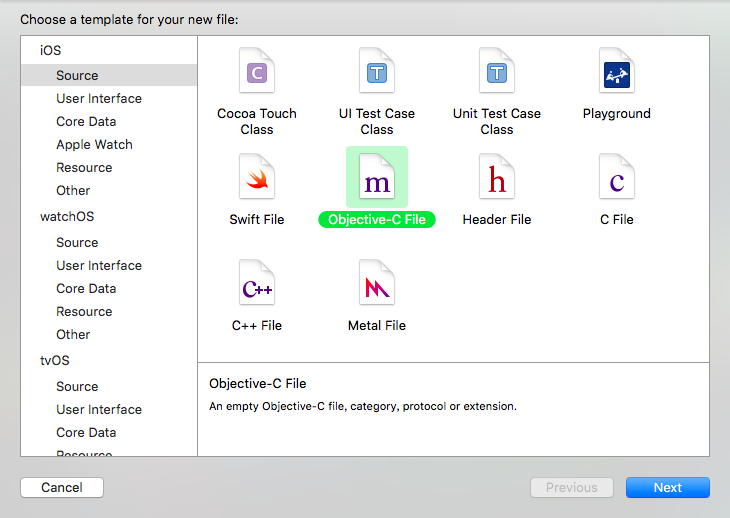 Choose a template for your new file:
iOS
Source
User Interface
Core Data
Apple Watch
Resource
Other
watchOS
Source
User Interface
Core Data
Resource
Other
tvOS
Source
User Interface
Core Data
Resource
C
Cocoa Touch
Class
T
UI Test Case
Class
T
Unit Test Case
Class
Playground
Swift File
m
Objective-C File
h
Header File
c
C File
C++
C++ File
Metal File
Objective-C File
An empty Objective-C file, category, protocol or extension.
Cancel
Previous
Next